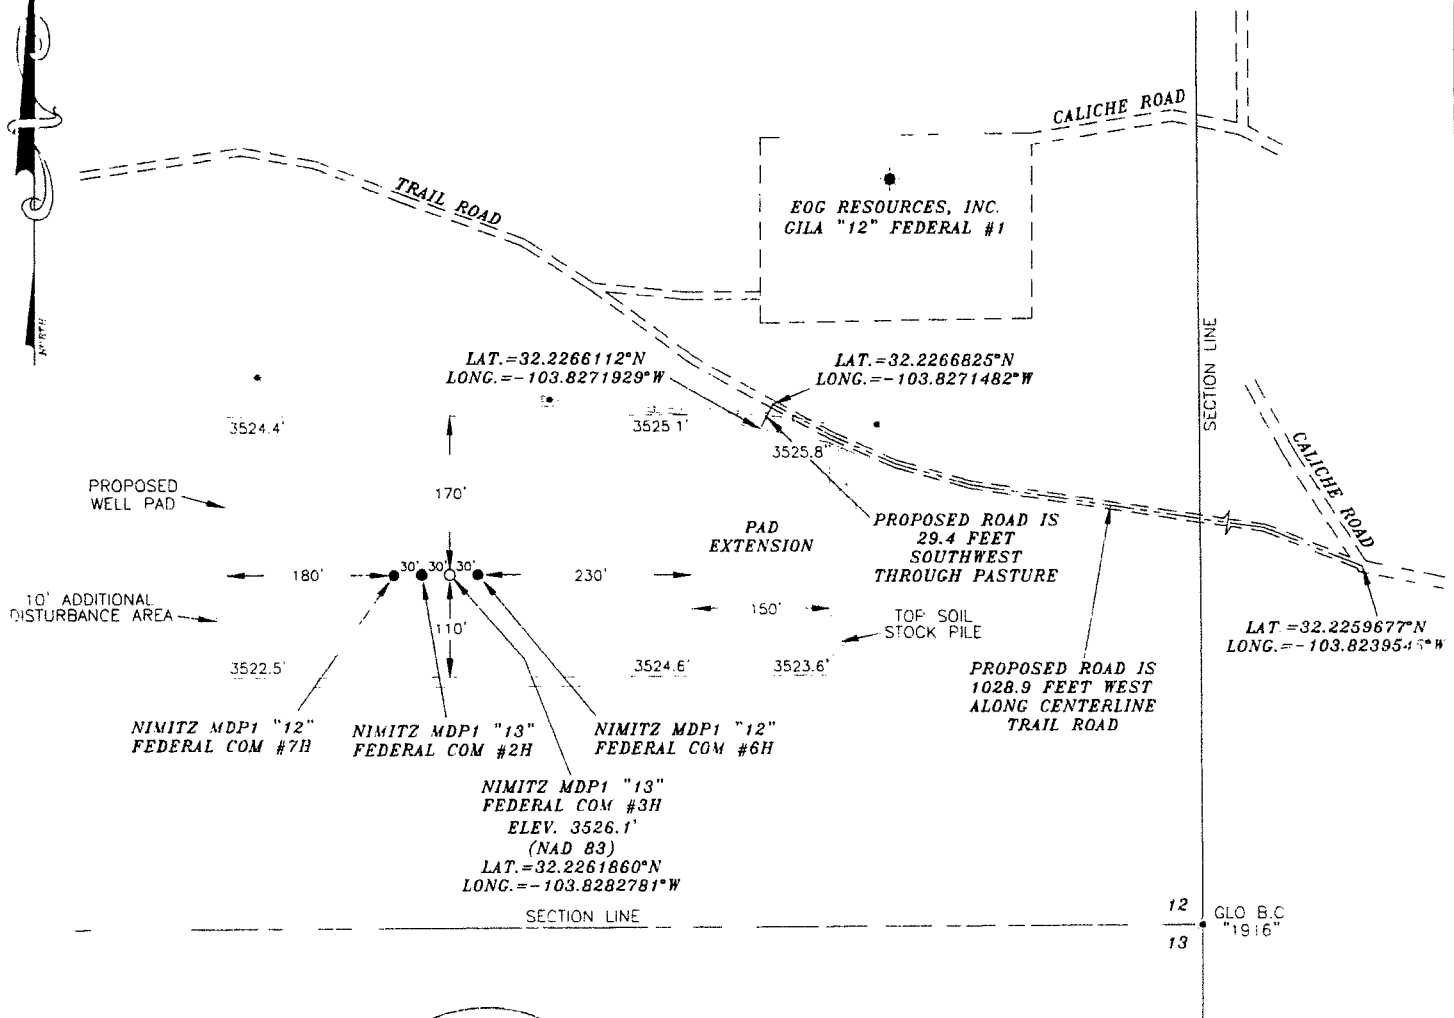 CALICHE ROAD
TRAIL ROAD
EOG RESOURCES, INC.
GILA "12" FEDERAL #1
NORTH
SECTION LINE
LAT.=32.2266112°N
LONG.=-103.8271929°W
LAT.=32.2266825°N
LONG.=-103.8271482°W
3524.4'
3525.1'
3525.8'
CALICHE ROAD
PROPOSED
WELL PAD
170'
PAD
EXTENSION
PROPOSED ROAD IS
29.4 FEET
SOUTHWEST
THROUGH PASTURE
180'
30'
30'
30'
230'
10' ADDITIONAL
DISTURBANCE AREA
110'
150'
TOP SOIL
STOCK PILE
LAT.=32.2259677°N
3522.5'
3524.6'
3523.6'
PROPOSED ROAD IS
1028.9 FEET WEST
ALONG CENTERLINE
TRAIL ROAD
NIMITZ MDP1 "12"
FEDERAL COM #7H
NIMITZ MDP1 "13"
FEDERAL COM #2H
NIMITZ MDP1 "12"
FEDERAL COM #6H
NIMITZ MDP1 "13"
FEDERAL COM #3H
ELEV. 3526.1'
(NAD 83)
LAT.=32.2261860°N
LONG.=-103.8282781°W
SECTION LINE
12
13
GLO B.C
"1916"